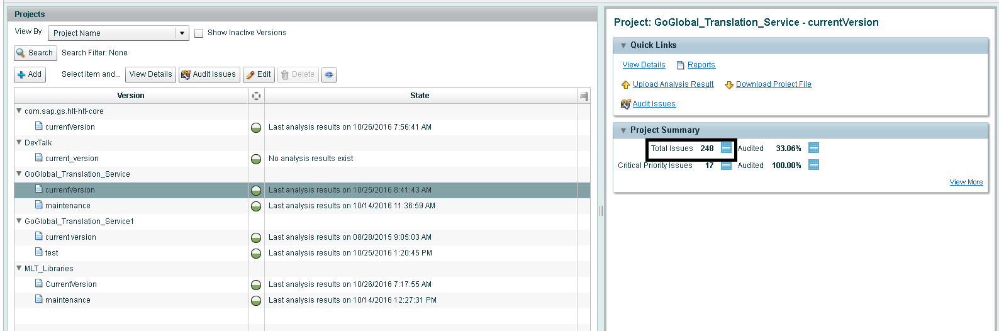 Projects
View By Project Name Show Inactive Versions
Search Search Filter: None
Add Select item and... View Details Audit Issues Edit Delete
Version State
com.sap.gs.hlt-hlt-core
currentVersion Last analysis results on 10/26/2016 7:56:41 AM
DevTalk
current_version No analysis results exist
GoGlobal_Translation_Service
currentVersion Last analysis results on 10/25/2016 8:41:43 AM
maintenance Last analysis results on 10/14/2016 11:36:59 AM
GoGlobal_Translation_Service1
current version Last analysis results on 08/28/2015 9:05:03 AM
test Last analysis results on 10/25/2016 1:20:45 PM
MLT_Libraries
CurrentVersion Last analysis results on 10/26/2016 7:17:55 AM
maintenance Last analysis results on 10/14/2016 12:27:31 PM
Project: GoGlobal_Translation_Service - currentVersion
Quick Links
View Details Reports
Upload Analysis Result Download Project File
Audit Issues
Project Summary
Total Issues 248 Audited 33.06%
Critical Priority Issues 17 Audited 100.00%
View More